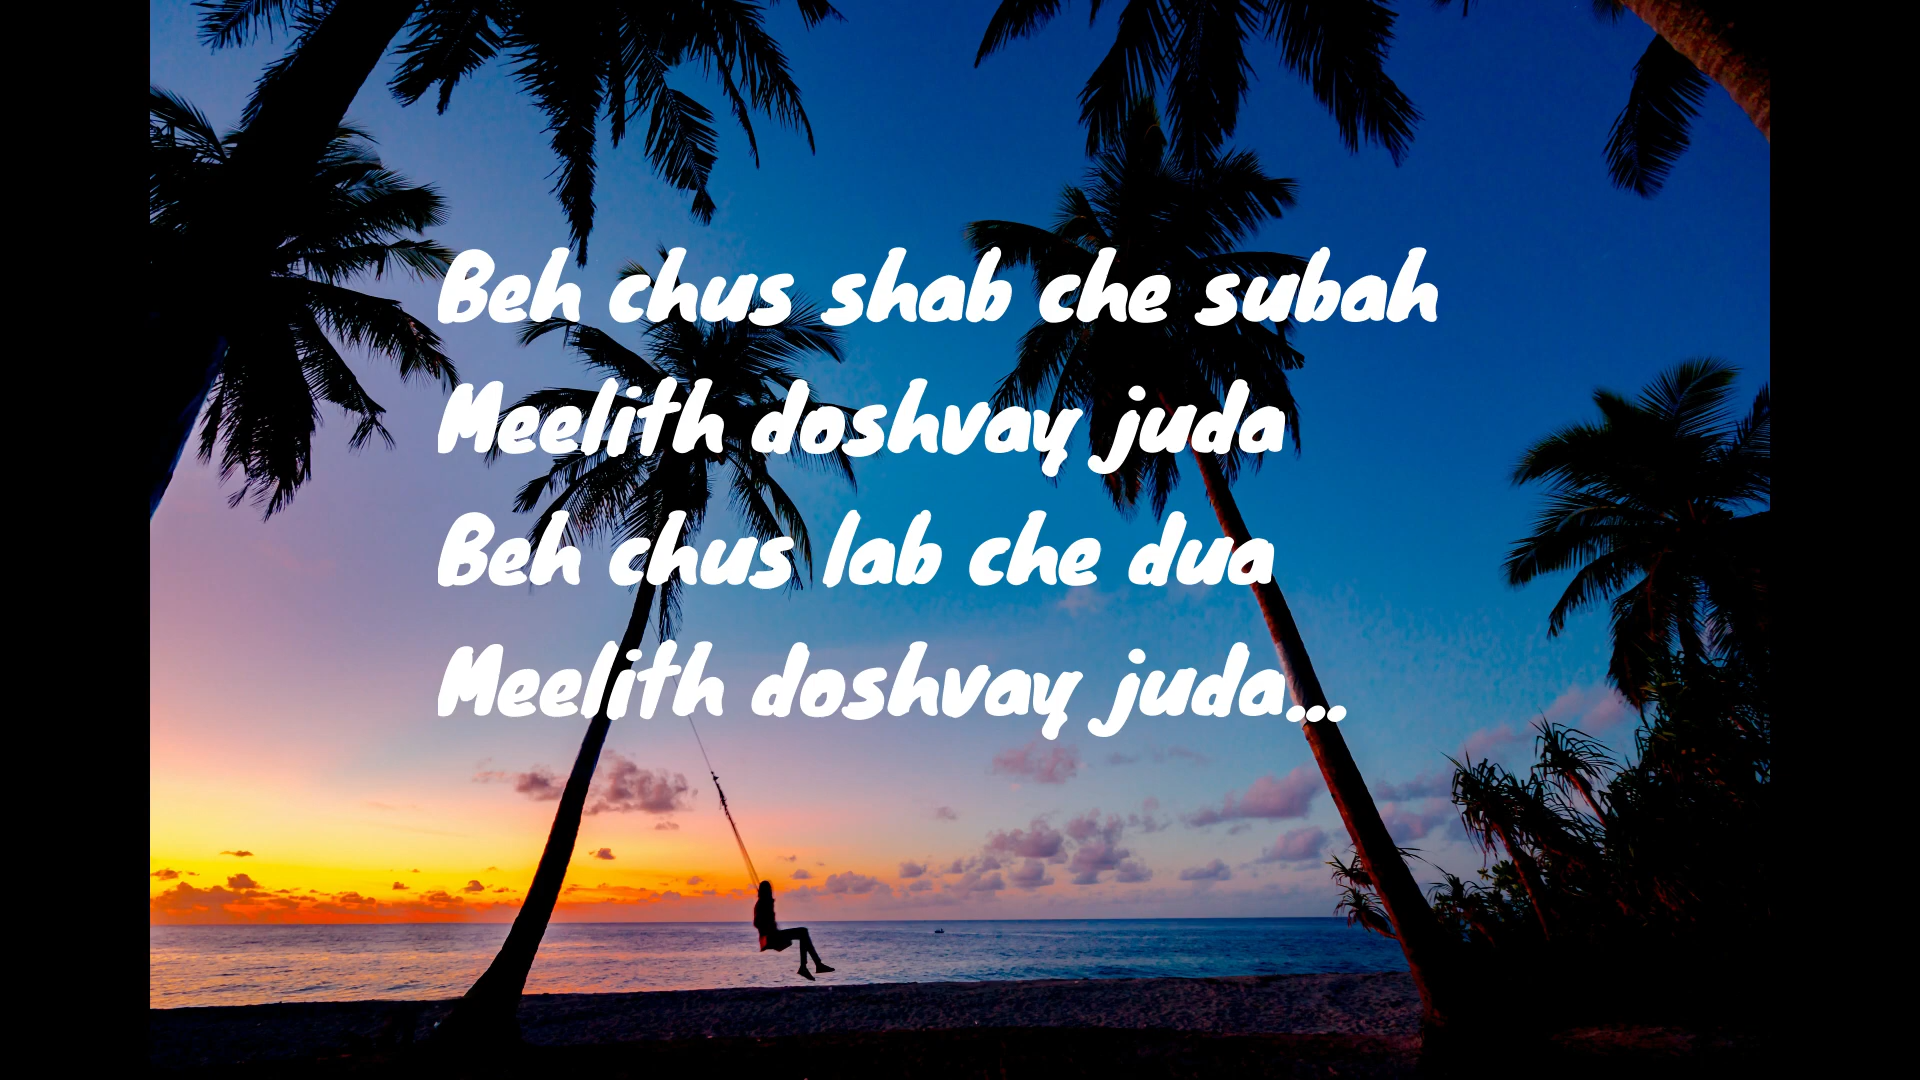 Beh chus shab che subah
Meelith doshvay juda
Beh chus lab che dua
Meelith doshvay juda...